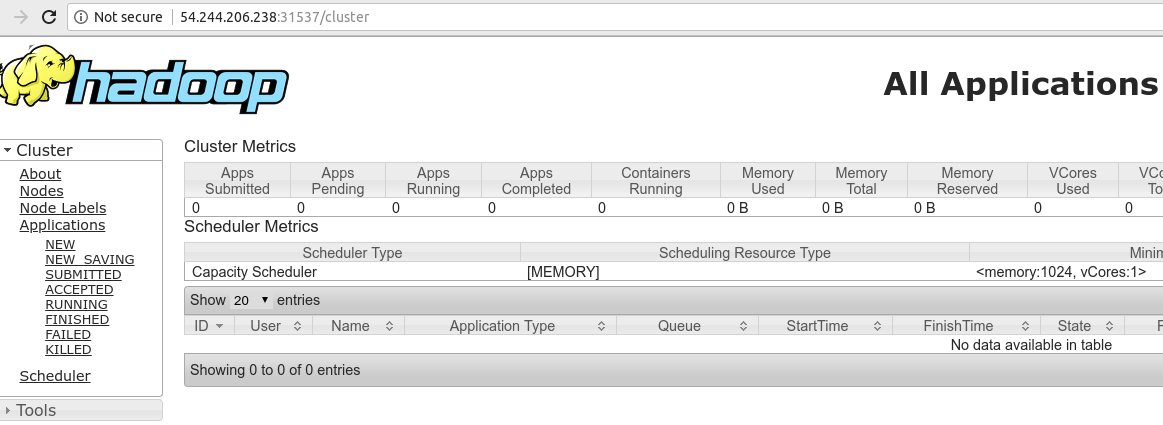 Not secure 54.244.206.238:31537/cluster
hadoop
All Applications
Cluster
About
Nodes
Node Labels
Applications
NEW
NEW_SAVING
SUBMITTED
ACCEPTED
RUNNING
FINISHED
FAILED
KILLED
Scheduler
Tools
Cluster Metrics
Apps Submitted Apps Pending Apps Running Apps Completed Containers Running Memory Used Memory Total Memory Reserved VCores Used VCo To
0 0 0 0 0 0 B 0 B 0 B 0 0
Scheduler Metrics
Scheduler Type Scheduling Resource Type Minim
Capacity Scheduler [MEMORY] <memory:1024, vCores:1>
Show 20 entries
ID User Name Application Type Queue StartTime FinishTime State F
No data available in table
Showing 0 to 0 of 0 entries